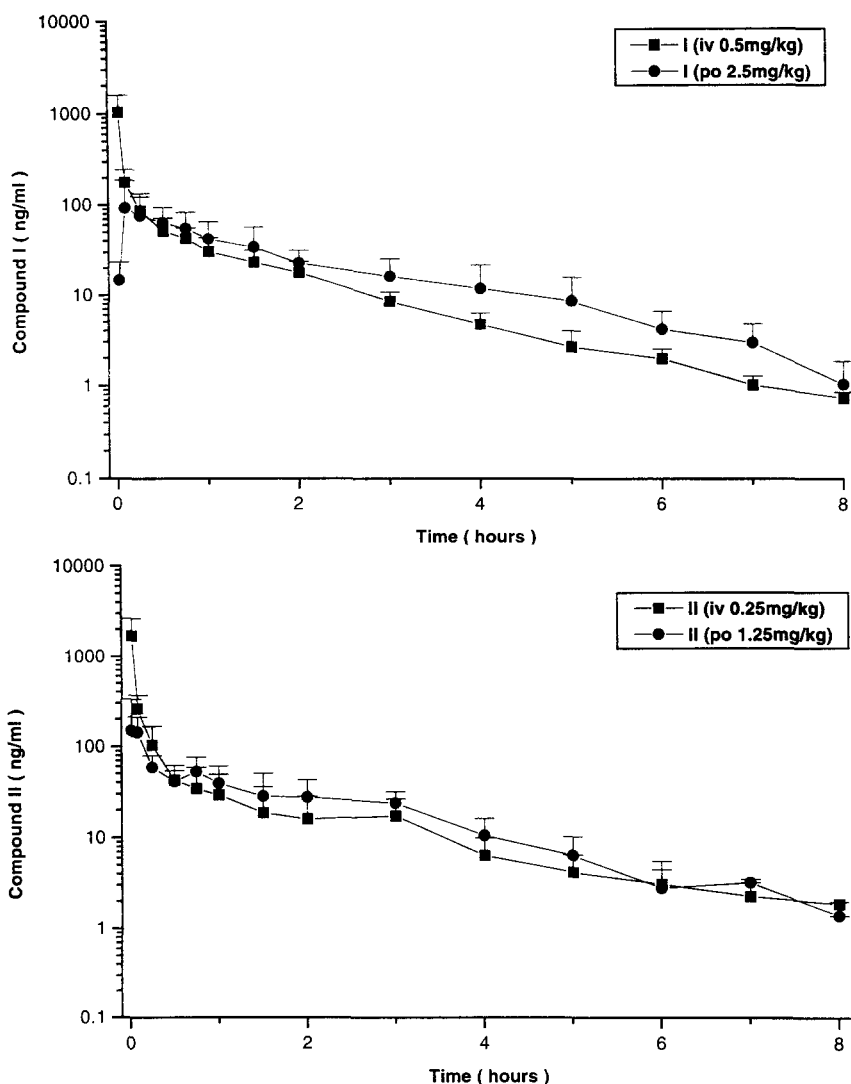 10000
1000
100
10
1
0.1
Compound I ( ng/ml )
I (iv 0.5mg/kg)
I (po 2.5mg/kg)
0 2 4 6 8
Time ( hours )
10000
1000
100
10
1
0.1
Compound II ( ng/ml )
II (iv 0.25mg/kg)
II (po 1.25mg/kg)
0 2 4 6 8
Time ( hours )